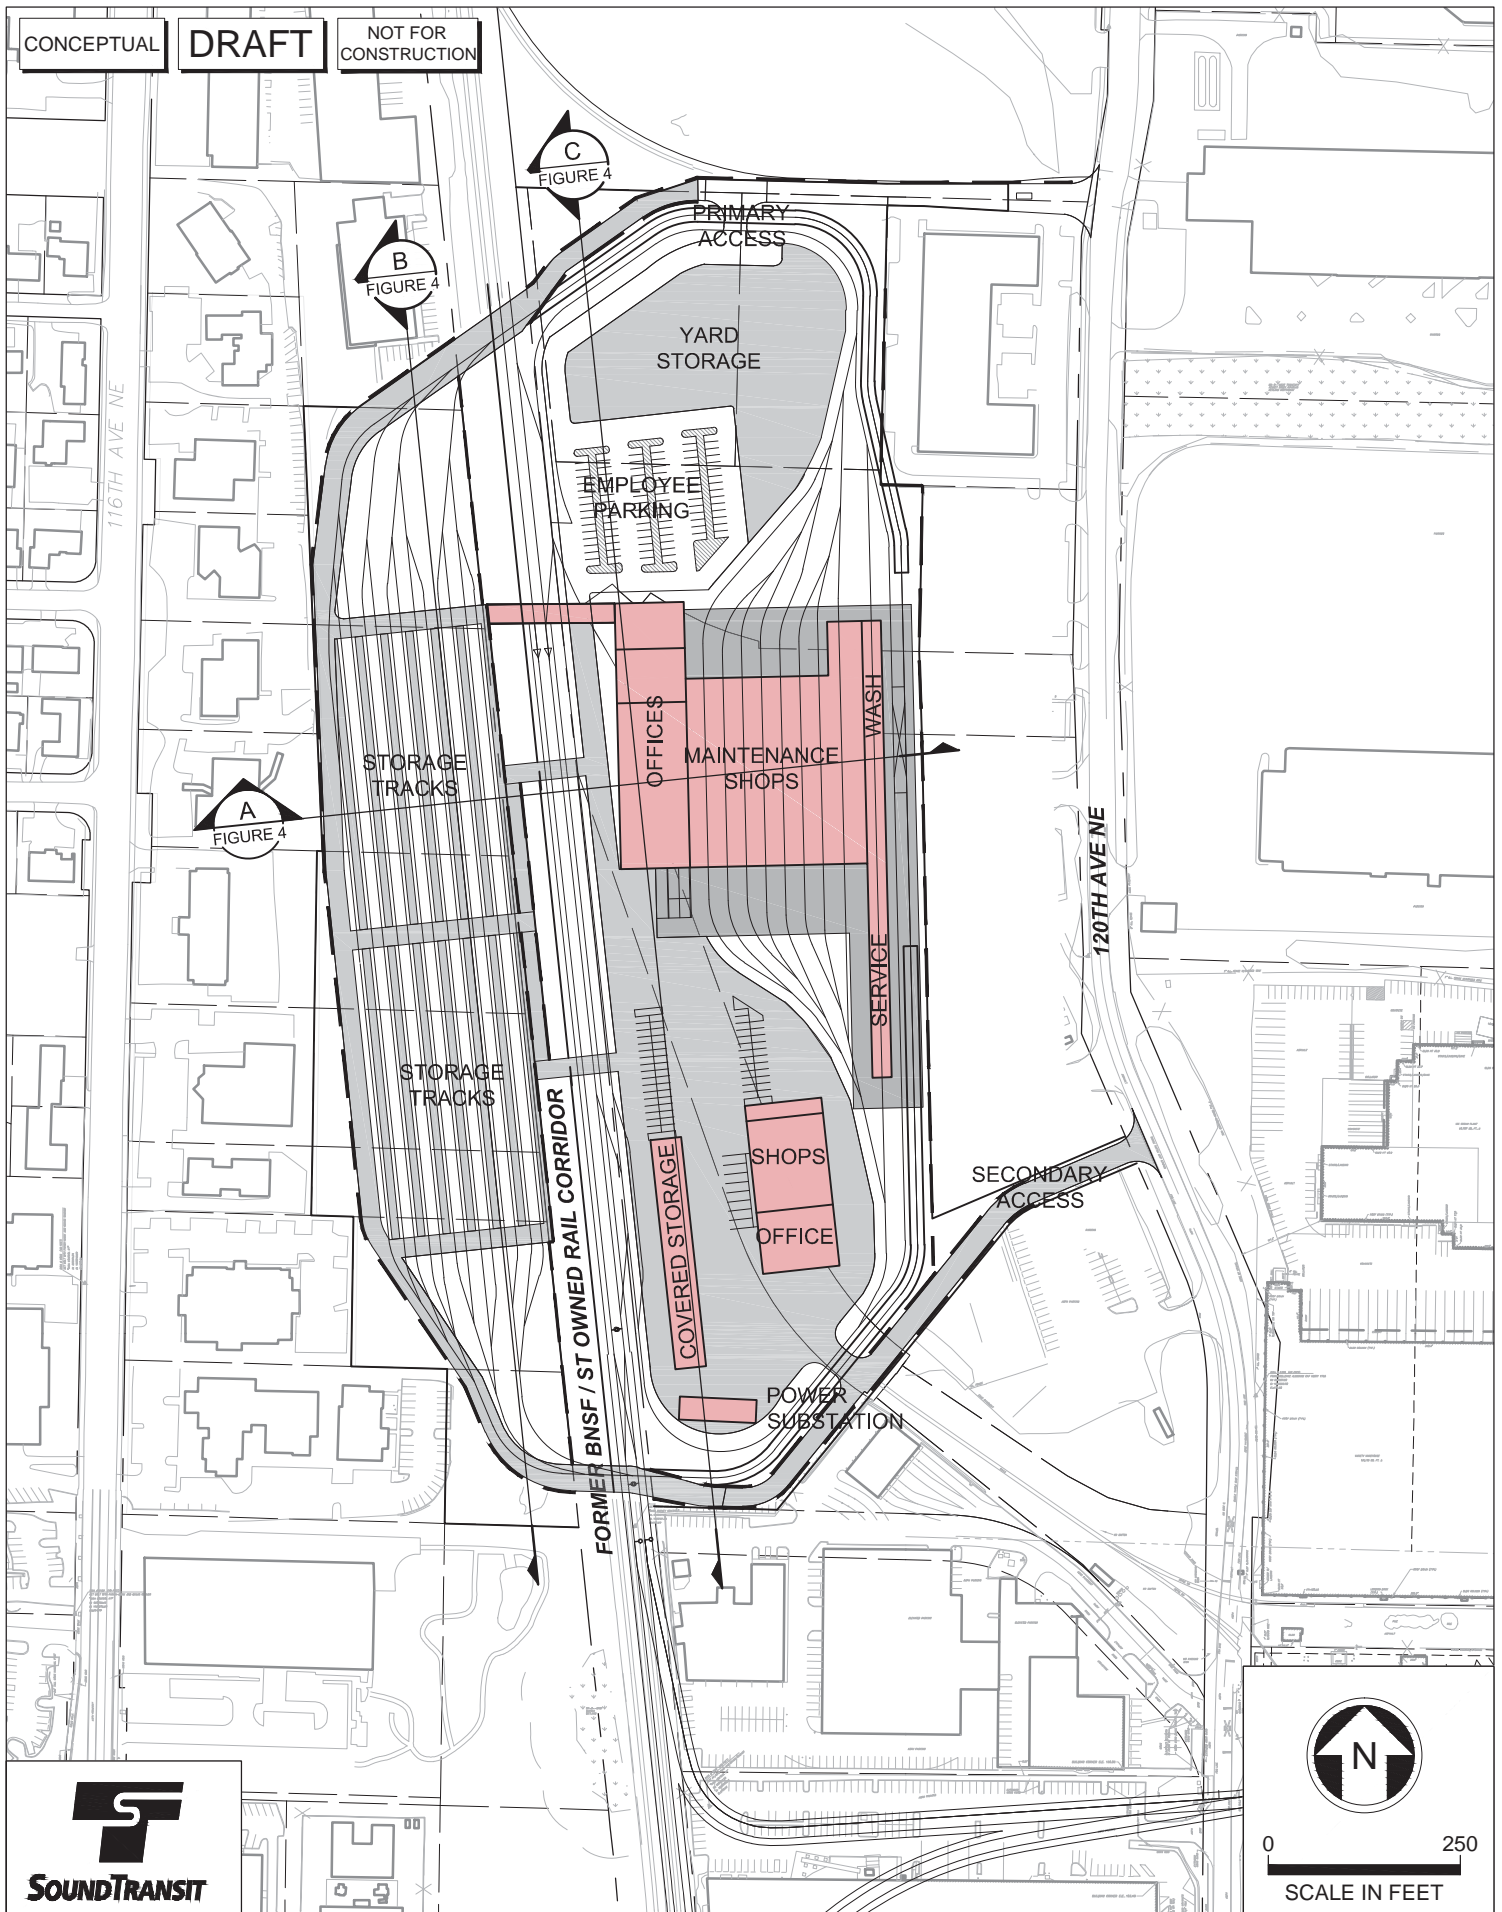 CONCEPTUAL
DRAFT
NOT FOR
CONSTRUCTION
C
FIGURE 4
PRIMARY
ACCESS
B
FIGURE 4
YARD
STORAGE
116TH AVE NE
EMPLOYEE
PARKING
OFFICES
WASH
STORAGE
TRACKS
MAINTENANCE
SHOPS
A
FIGURE 4
120TH AVE NE
SERVICE
STORAGE
TRACKS
FORMER BNSF / ST OWNED RAIL CORRIDOR
COVERED STORAGE
SHOPS
OFFICE
SECONDARY
ACCESS
POWER
SUBSTATION
N
0 250
SCALE IN FEET
SOUNDTRANSIT